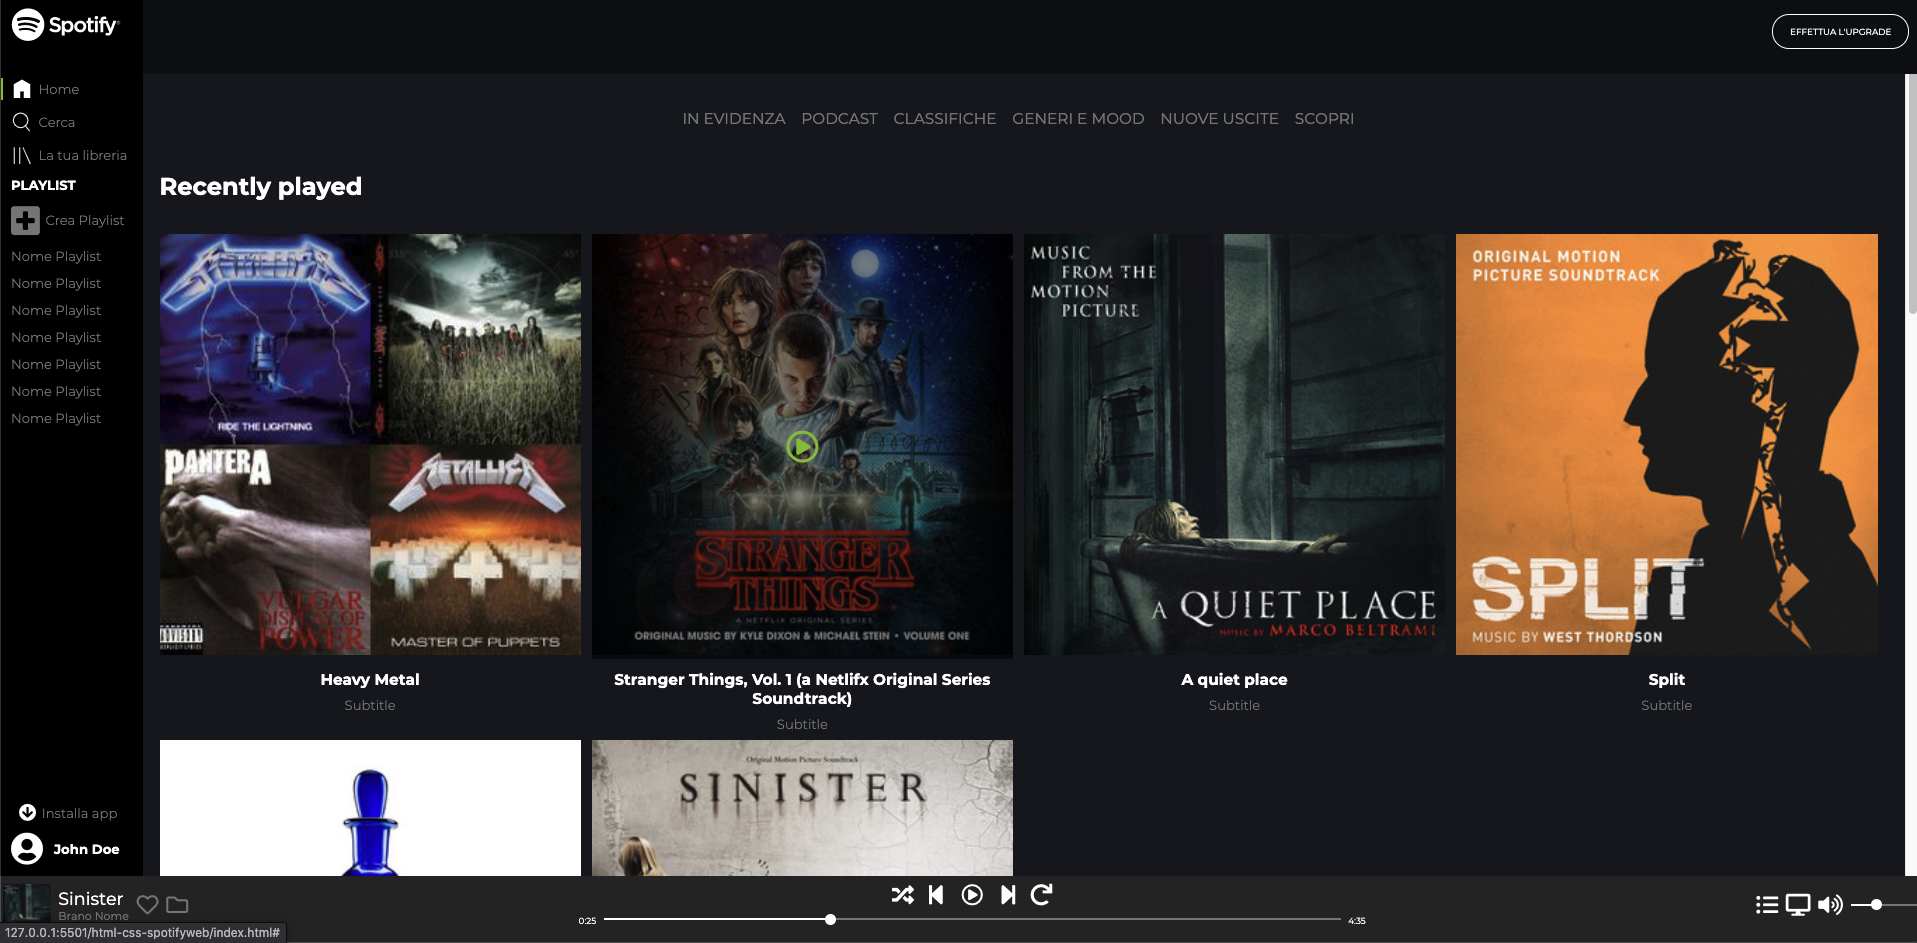 Spotify
EFFETTUA L'UPGRADE
Home
Cerca
La tua libreria
PLAYLIST
Crea Playlist
Nome Playlist
Nome Playlist
Nome Playlist
Nome Playlist
Nome Playlist
Nome Playlist
Nome Playlist
Installa app
John Doe
IN EVIDENZA PODCAST CLASSIFICHE GENERI E MOOD NUOVE USCITE SCOPRI
Recently played
METALLICA
RIDE THE LIGHTNING
PANTERA
VULGAR
DISPLAY OF
POWER
METALLICA
MASTER OF PUPPETS
Heavy Metal
Subtitle
STRANGER
THINGS
A NETFLIX ORIGINAL SERIES
ORIGINAL MUSIC BY KYLE DIXON & MICHAEL STEIN • VOLUME ONE
Stranger Things, Vol. 1 (a Netlifx Original Series
Soundtrack)
Subtitle
MUSIC
FROM THE
MOTION
PICTURE
A QUIET PLACE
MUSIC BY MARCO BELTRAMI
A quiet place
Subtitle
ORIGINAL MOTION
PICTURE SOUNDTRACK
SPLIT
MUSIC BY WEST THORDSON
Split
Subtitle
Original Motion Picture Soundtrack
SINISTER
Sinister
Brano Nome
0:25
4:35
127.0.0.1:5501/html-css-spotifyweb/index.html#